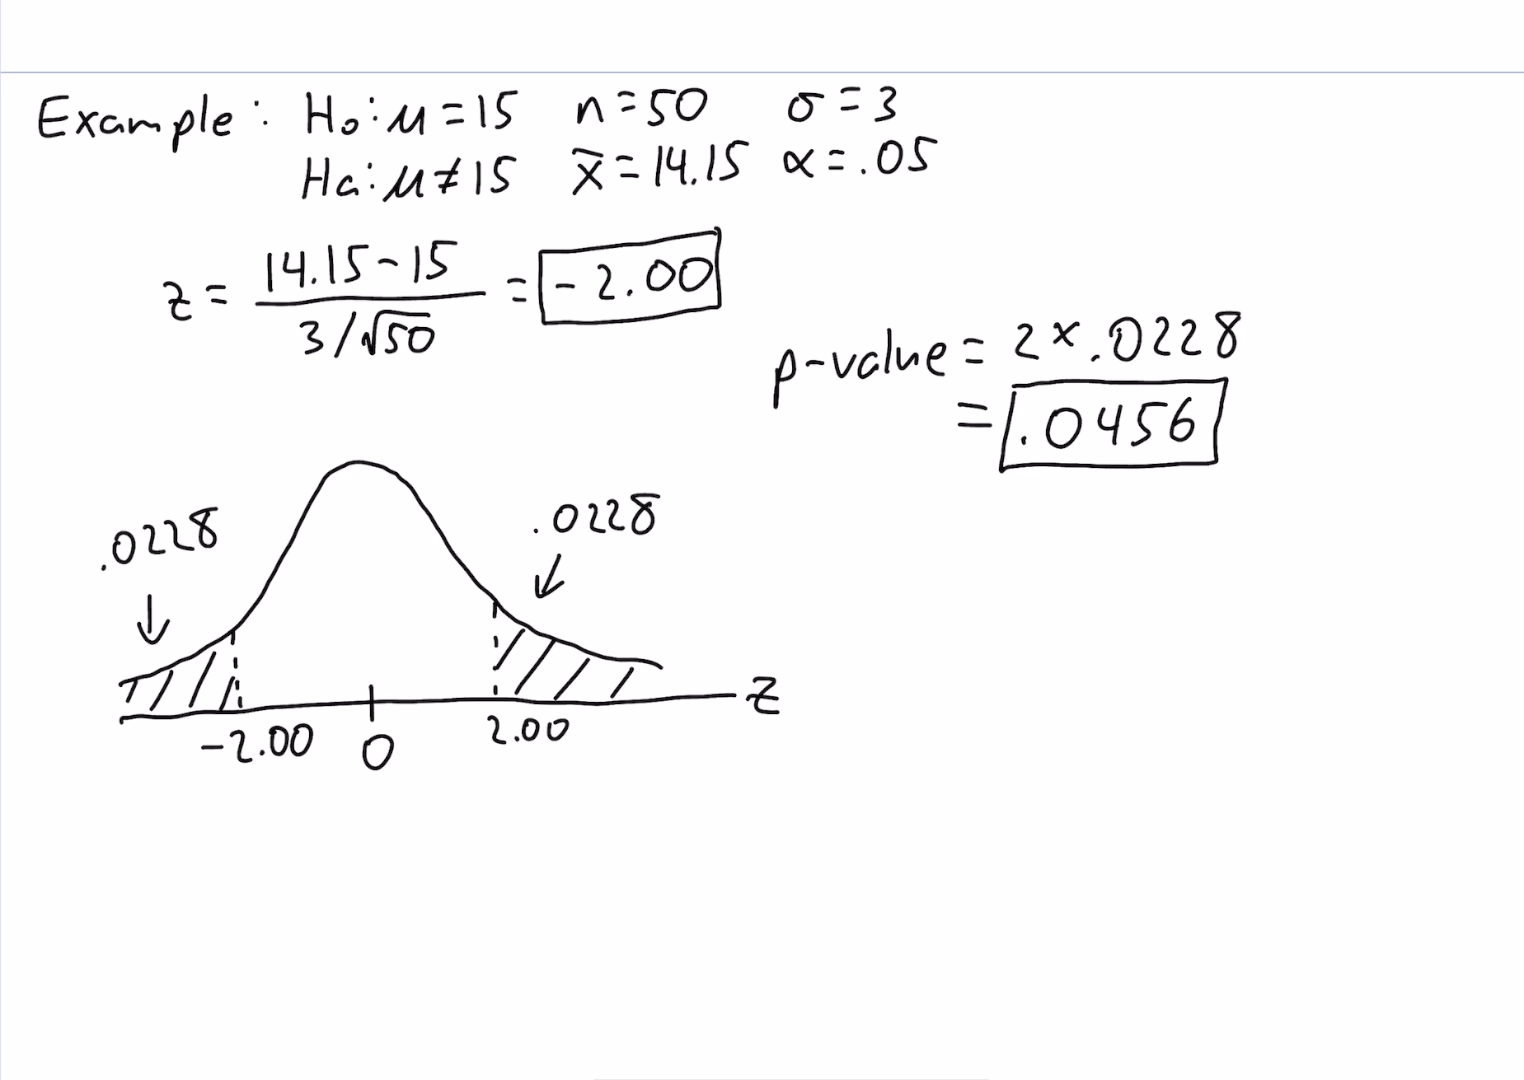 Example: H₀: μ = 15 n = 50 σ = 3
Ha: μ ≠ 15 x̄ = 14.15 α = .05
z = (14.15 - 15) / (3/√50) = -2.00
p-value = 2 × .0228
= .0456
.0228 .0228
-2.00 0 2.00 z